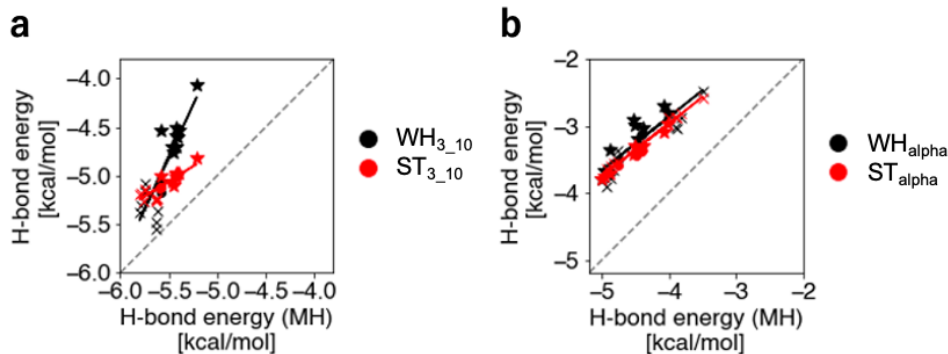 a
H-bond energy
[kcal/mol]
−4.0
−4.5
−5.0
−5.5
−6.0
−6.0 −5.5 −5.0 −4.5 −4.0
H-bond energy (MH)
[kcal/mol]
WH3_10
ST3_10
b
H-bond energy
[kcal/mol]
−2
−3
−4
−5
−5 −4 −3 −2
H-bond energy (MH)
[kcal/mol]
WHalpha
STalpha